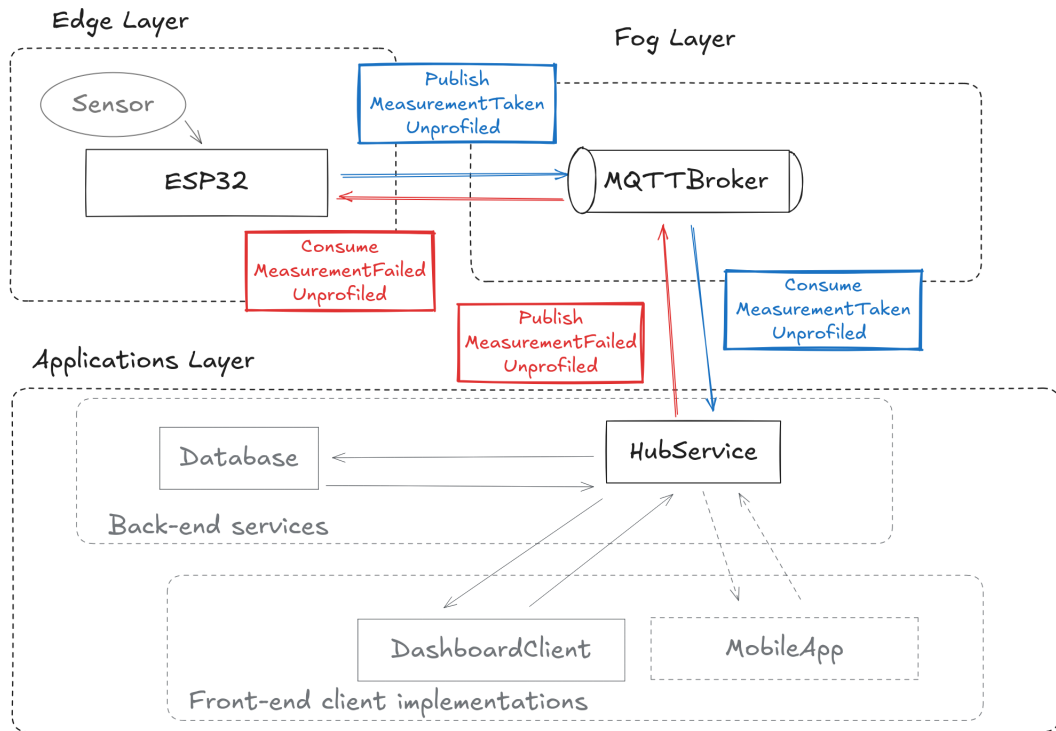 Edge Layer
Fog Layer
Sensor
Publish
MeasurementTaken
Unprofiled
ESP32
MQTTBroker
Consume
MeasurementFailed
Unprofiled
Publish
MeasurementFailed
Unprofiled
Consume
MeasurementTaken
Unprofiled
Applications Layer
Database
HubService
Back-end services
DashboardClient
MobileApp
Front-end client implementations